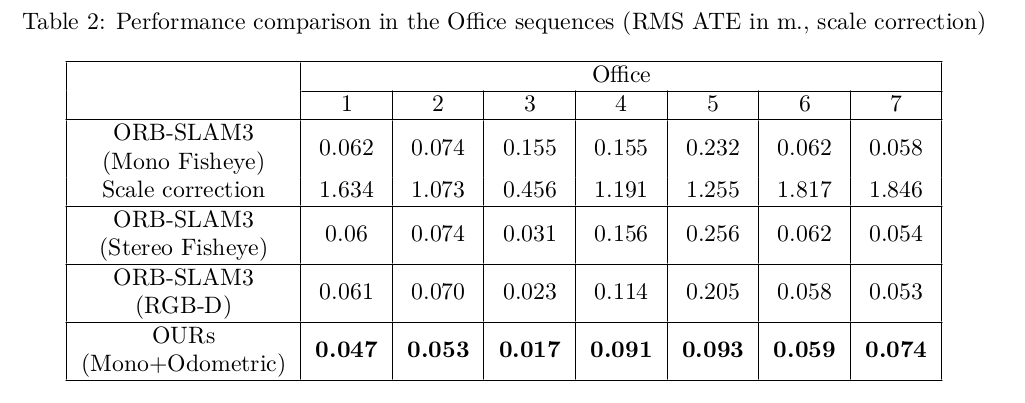 Table 2: Performance comparison in the Office sequences (RMS ATE in m., scale correction)
Office
1 2 3 4 5 6 7
ORB-SLAM3
(Mono Fisheye) 0.062 0.074 0.155 0.155 0.232 0.062 0.058
Scale correction 1.634 1.073 0.456 1.191 1.255 1.817 1.846
ORB-SLAM3
(Stereo Fisheye) 0.06 0.074 0.031 0.156 0.256 0.062 0.054
ORB-SLAM3
(RGB-D) 0.061 0.070 0.023 0.114 0.205 0.058 0.053
OURs
(Mono+Odometric) 0.047 0.053 0.017 0.091 0.093 0.059 0.074